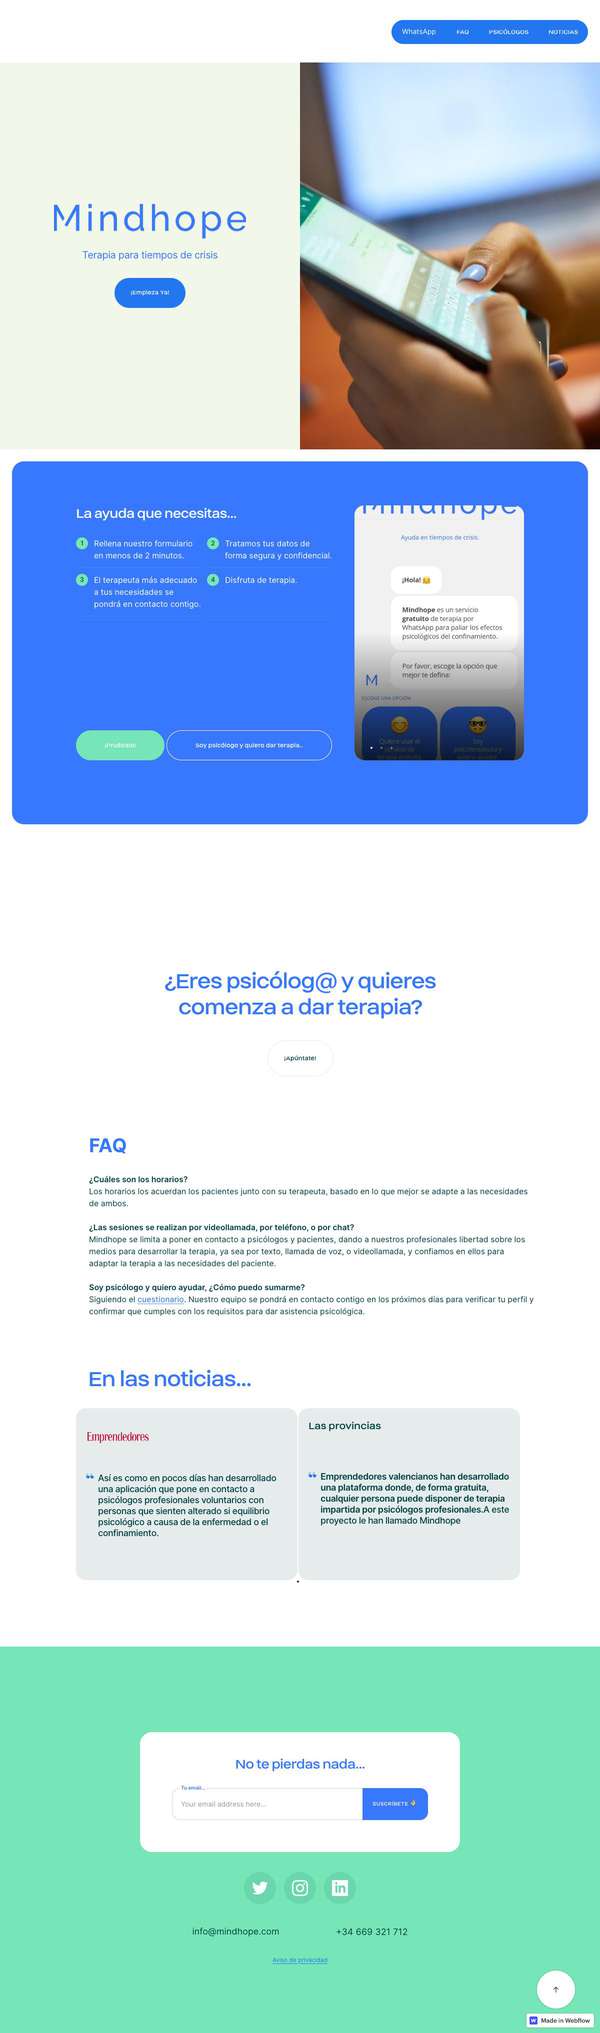 WhatsApp
FAQ
PSICÓLOGOS
NOTICIAS
Mindhope
Terapia para tiempos de crisis
¡Empieza Ya!
La ayuda que necesitas...
1 Rellena nuestro formulario
en menos de 2 minutos.
2 Tratamos tus datos de
forma segura y confidencial.
3 El terapeuta más adecuado
a tus necesidades se
pondrá en contacto contigo.
4 Disfruta de terapia.
¡Pruébalo!
Soy psicólogo y quiero dar terapia..
Mindhope
Ayuda en tiempos de crisis.
¡Hola!
Mindhope es un servicio
gratuito de terapia por
WhatsApp para paliar los efectos
psicológicos del confinamiento.
Por favor, escoge la opción que
mejor te defina:
M
ESCOGE UNA OPCIÓN
¿Eres psicólog@ y quieres
comenza a dar terapia?
¡Apúntate!
FAQ
¿Cuáles son los horarios?
Los horarios los acuerdan los pacientes junto con su terapeuta, basado en lo que mejor se adapte a las necesidades
de ambos.
¿Las sesiones se realizan por videollamada, por teléfono, o por chat?
Mindhope se limita a poner en contacto a psicólogos y pacientes, dando a nuestros profesionales libertad sobre los
medios para desarrollar la terapia, ya sea por texto, llamada de voz, o videollamada, y confiamos en ellos para
adaptar la terapia a las necesidades del paciente.
Soy psicólogo y quiero ayudar, ¿Cómo puedo sumarme?
Siguiendo el cuestionario. Nuestro equipo se pondrá en contacto contigo en los próximos días para verificar tu perfil y
confirmar que cumples con los requisitos para dar asistencia psicológica.
En las noticias...
Emprendedores
Así es como en pocos días han desarrollado
una aplicación que pone en contacto a
psicólogos profesionales voluntarios con
personas que sienten alterado si equilibrio
psicológico a causa de la enfermedad o el
confinamiento.
Las provincias
Emprendedores valencianos han desarrollado
una plataforma donde, de forma gratuita,
cualquier persona puede disponer de terapia
impartida por psicólogos profesionales.A este
proyecto le han llamado Mindhope
No te pierdas nada...
Tu email...
Your email address here...
SUSCRÍBETE
info@mindhope.com
+34 669 321 712
Aviso de privacidad
Made in Webflow